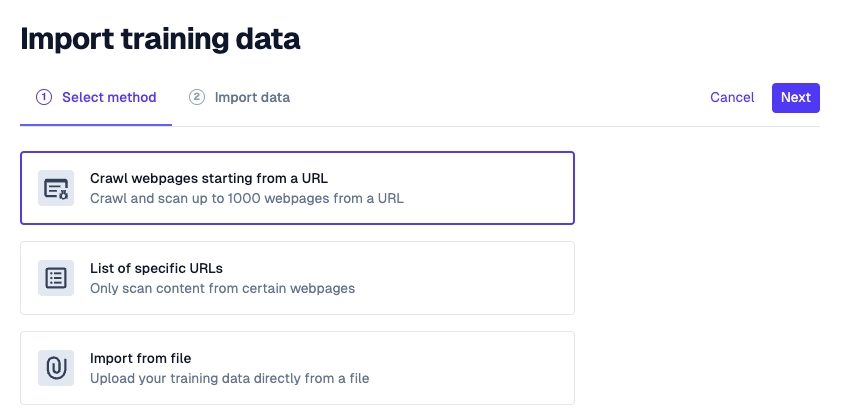 Import training data
1 Select method
2 Import data
Cancel
Next
Crawl webpages starting from a URL
Crawl and scan up to 1000 webpages from a URL
List of specific URLs
Only scan content from certain webpages
Import from file
Upload your training data directly from a file